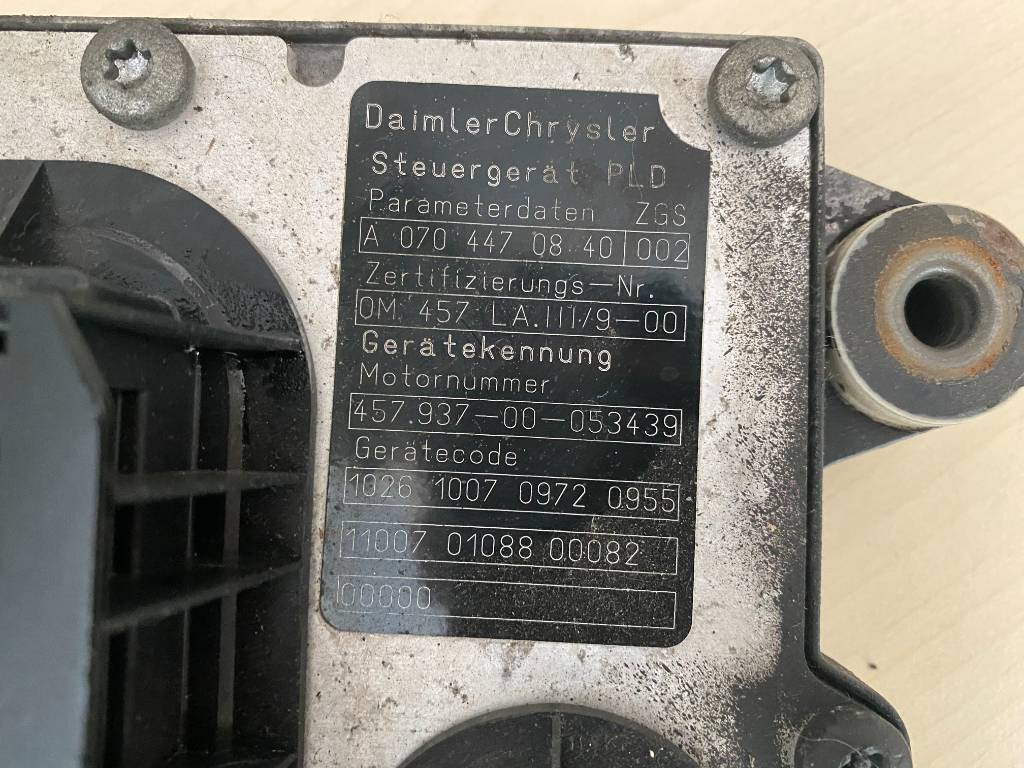 DaimlerChrysler
Steuergerät PLD
Parameterdaten ZGS
A 070 447 08 40 002
Zertifizierungs-Nr.
OM 457 LA.III/9-00
Gerätekennung
Motornummer
457.937-00-053439
Gerätecode
1026 1007 0972 0955
11007 01088 00082
00000